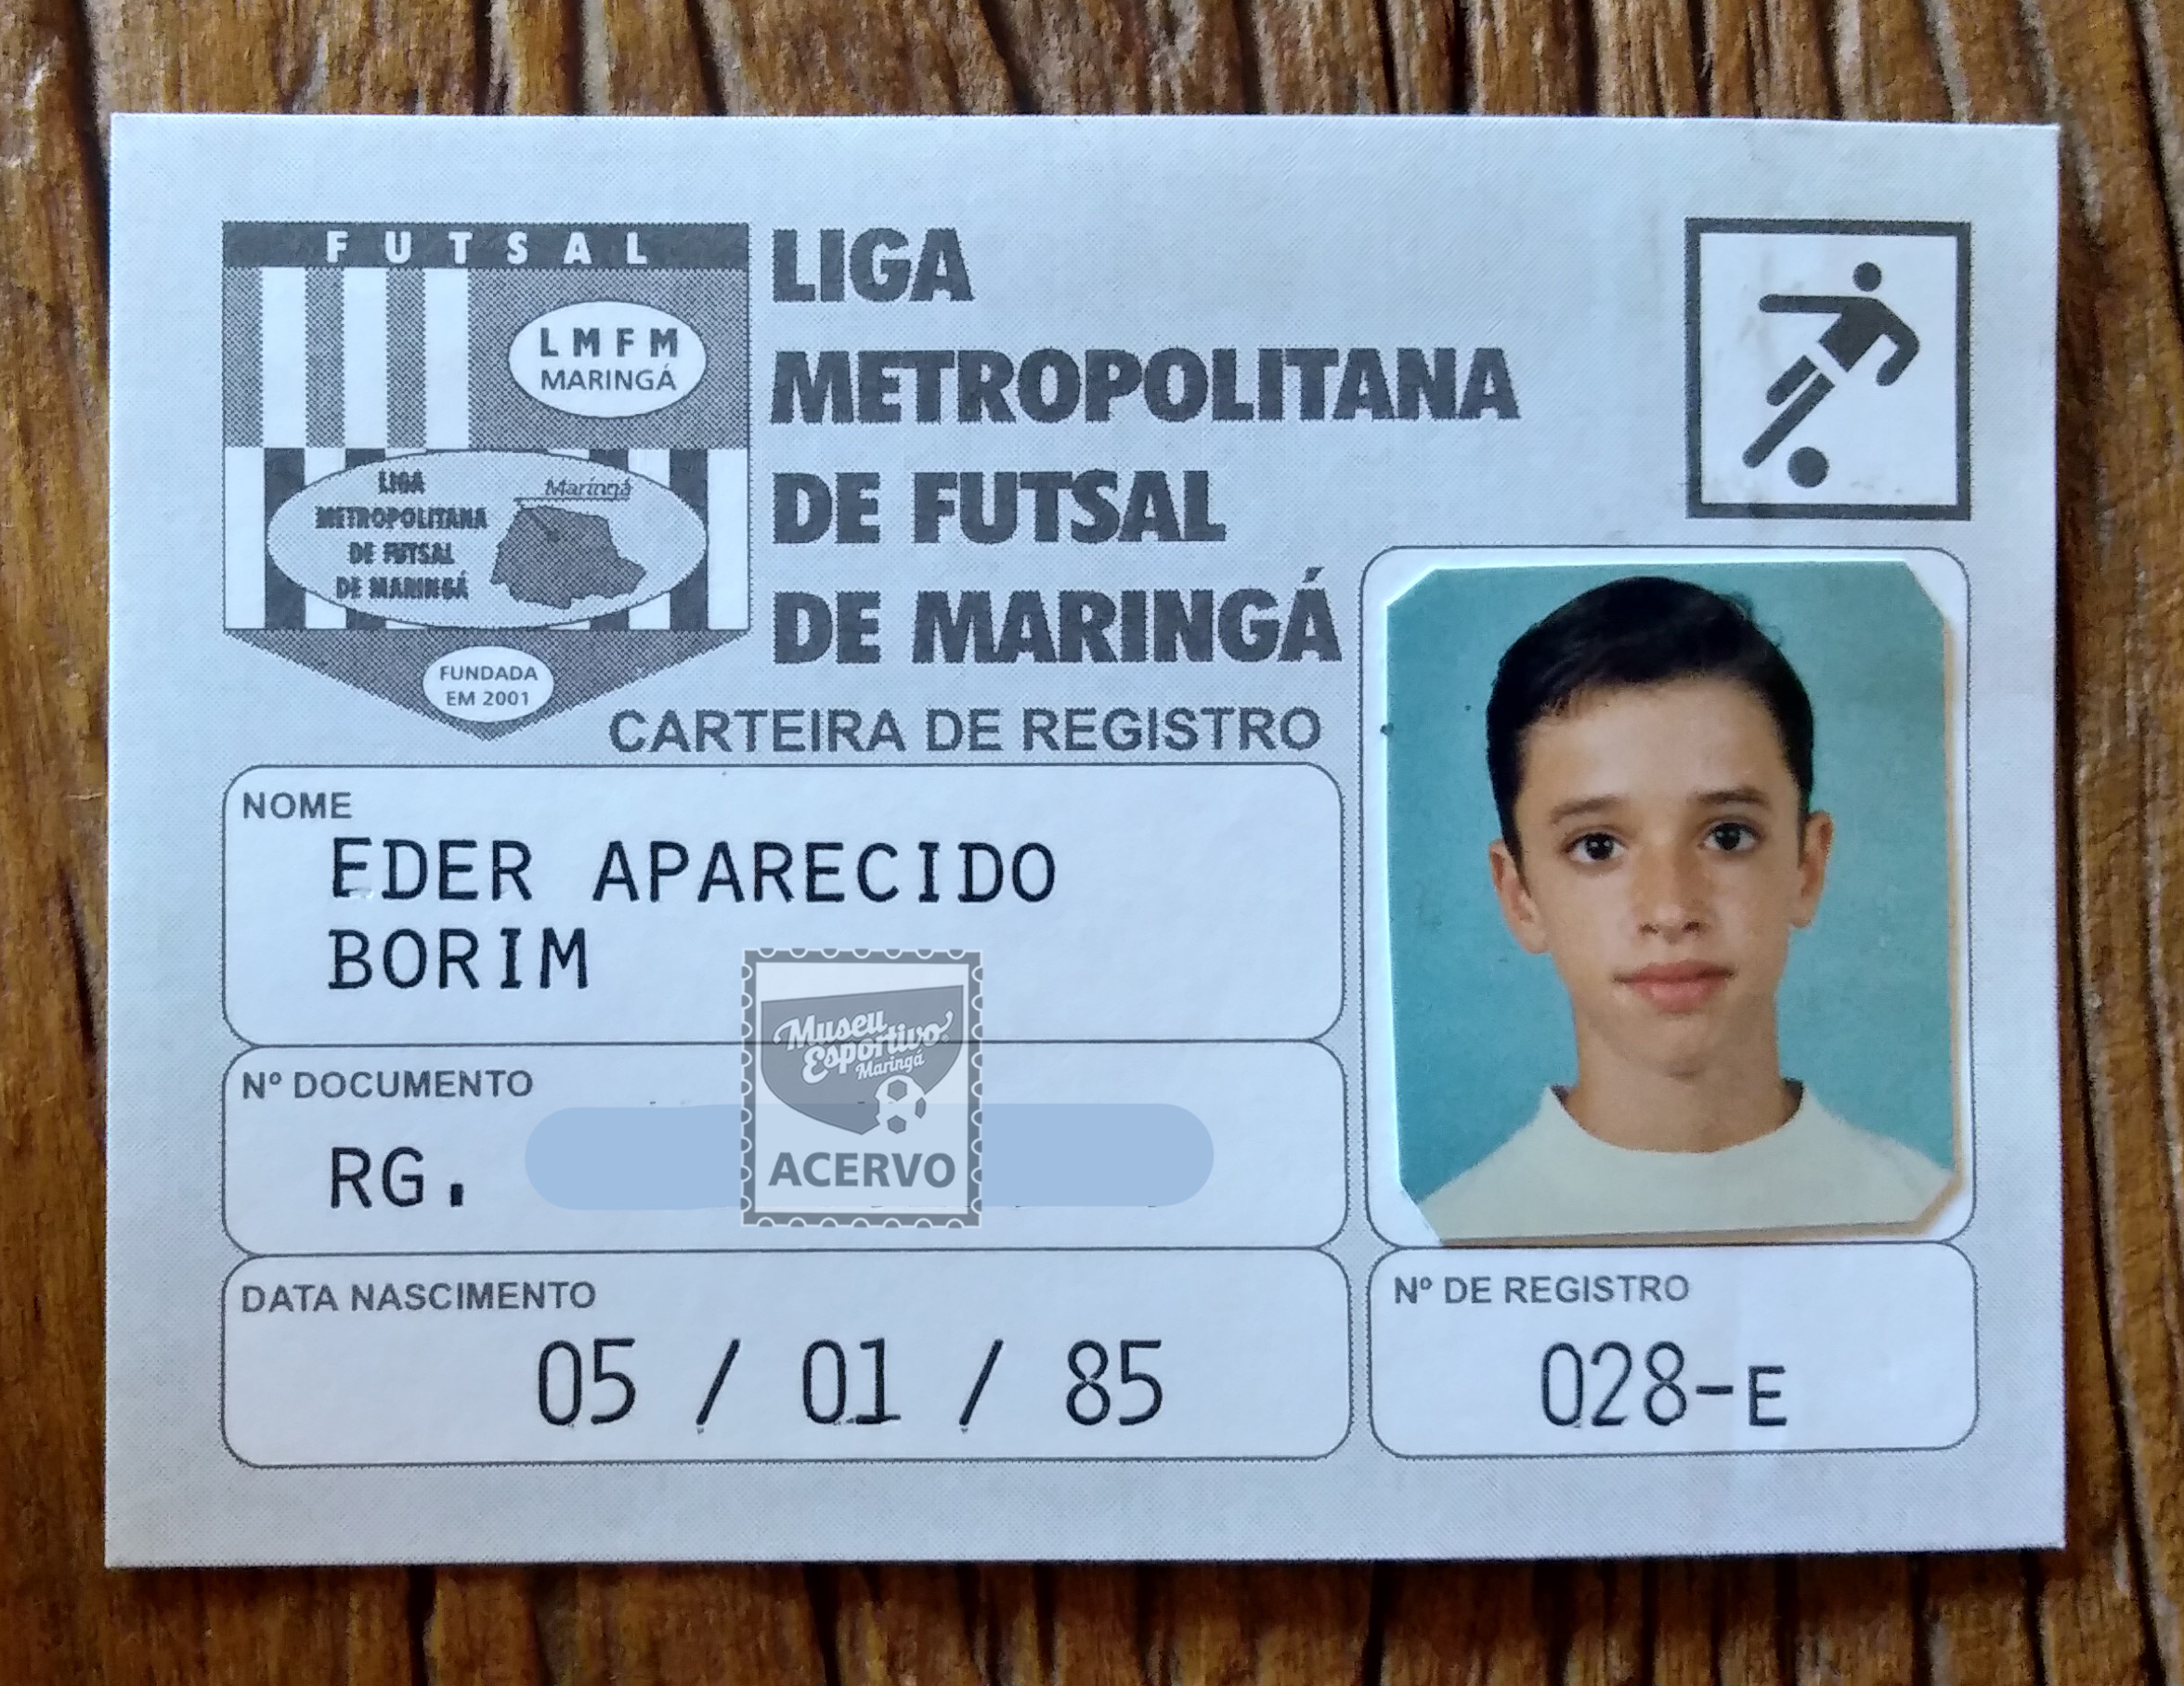 FUTSAL
LMFM
MARINGÁ
LIGA
METROPOLITANA
DE FUTSAL
DE MARINGÁ
Maringá
FUNDADA
EM 2001
LIGA
METROPOLITANA
DE FUTSAL
DE MARINGÁ
CARTEIRA DE REGISTRO
NOME
EDER APARECIDO
BORIM
Museu
Esportivo
Maringá
ACERVO
Nº DOCUMENTO
RG.
DATA NASCIMENTO
05 / 01 / 85
Nº DE REGISTRO
028-E